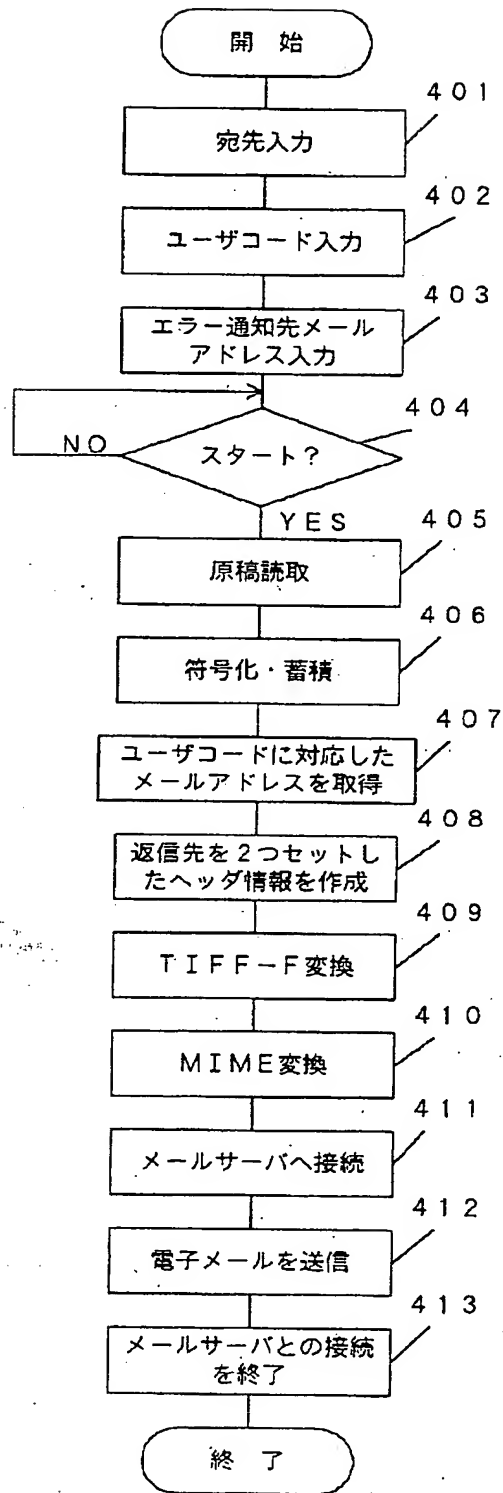 開 始
401
宛先入力
402
ユーザコード入力
403
エラー通知先メール
アドレス入力
404
NO
スタート？
YES
405
原稿読取
406
符号化・蓄積
407
ユーザコードに対応した
メールアドレスを取得
408
返信先を２つセットし
たヘッダ情報を作成
409
ＴＩＦＦ－Ｆ変換
410
ＭＩＭＥ変換
411
メールサーバへ接続
412
電子メールを送信
413
メールサーバとの接続
を終了
終 了